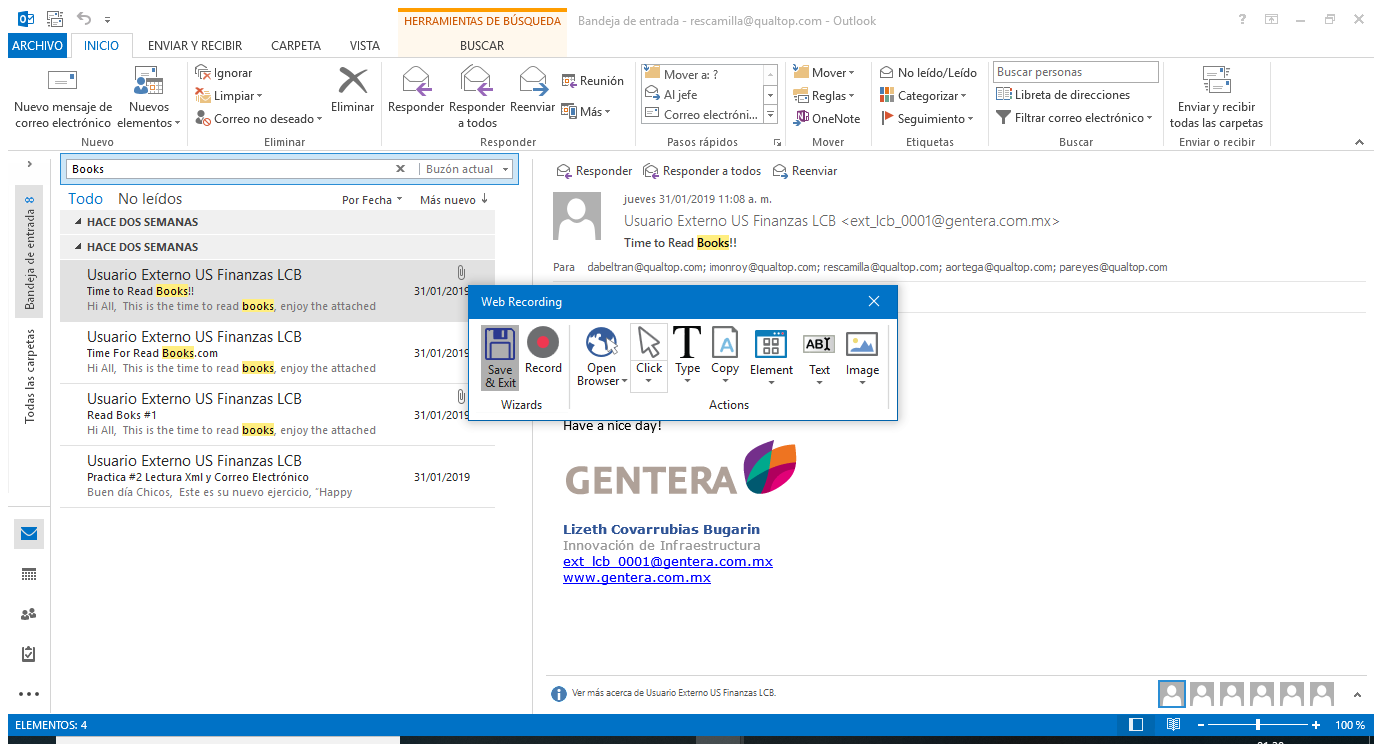 HERRAMIENTAS DE BÚSQUEDA
Bandeja de entrada - rescamilla@qualtop.com - Outlook
ARCHIVO INICIO ENVIAR Y RECIBIR CARPETA VISTA BUSCAR
Nuevo mensaje de correo electrónico
Nuevos elementos
Nuevo
Ignorar
Limpiar
Correo no deseado
Eliminar
Eliminar
Responder
Responder a todos
Reenviar
Reunión
Más
Responder
Mover a: ?
Al jefe
Correo electróni...
Pasos rápidos
Mover
Reglas
OneNote
Mover
No leído/Leído
Categorizar
Seguimiento
Etiquetas
Buscar personas
Libreta de direcciones
Filtrar correo electrónico
Buscar
Enviar y recibir
todas las carpetas
Enviar o recibir
Bandeja de entrada 8
Todas las carpetas
Books
Buzón actual
Todo No leídos Por Fecha Más nuevo
HACE DOS SEMANAS
HACE DOS SEMANAS
Usuario Externo US Finanzas LCB
Time to Read Books!! 31/01/2019
Hi All, This is the time to read books, enjoy the attached
Usuario Externo US Finanzas LCB
Time For Read Books.com 31/01/2019
Hi All, This is the time to read books, enjoy the attached
Usuario Externo US Finanzas LCB
Read Boks #1 31/01/2019
Hi All, This is the time to read books, enjoy the attached
Usuario Externo US Finanzas LCB
Practica #2 Lectura Xml y Correo Electrónico 31/01/2019
Buen día Chicos, Este es su nuevo ejercicio, "Happy
Responder Responder a todos Reenviar
jueves 31/01/2019 11:08 a. m.
Usuario Externo US Finanzas LCB <ext_lcb_0001@gentera.com.mx>
Time to Read Books!!
Para dabeltran@qualtop.com; imonroy@qualtop.com; rescamilla@qualtop.com; aortega@qualtop.com; pareyes@qualtop.com
Web Recording
Save & Exit
Record
Wizards
Open Browser
Click
Type
Copy
Element
ABI
Text
Image
Actions
Have a nice day!
GENTERA
Lizeth Covarrubias Bugarin
Innovación de Infraestructura
ext_lcb_0001@gentera.com.mx
www.gentera.com.mx
Ver más acerca de Usuario Externo US Finanzas LCB.
ELEMENTOS: 4
100 %